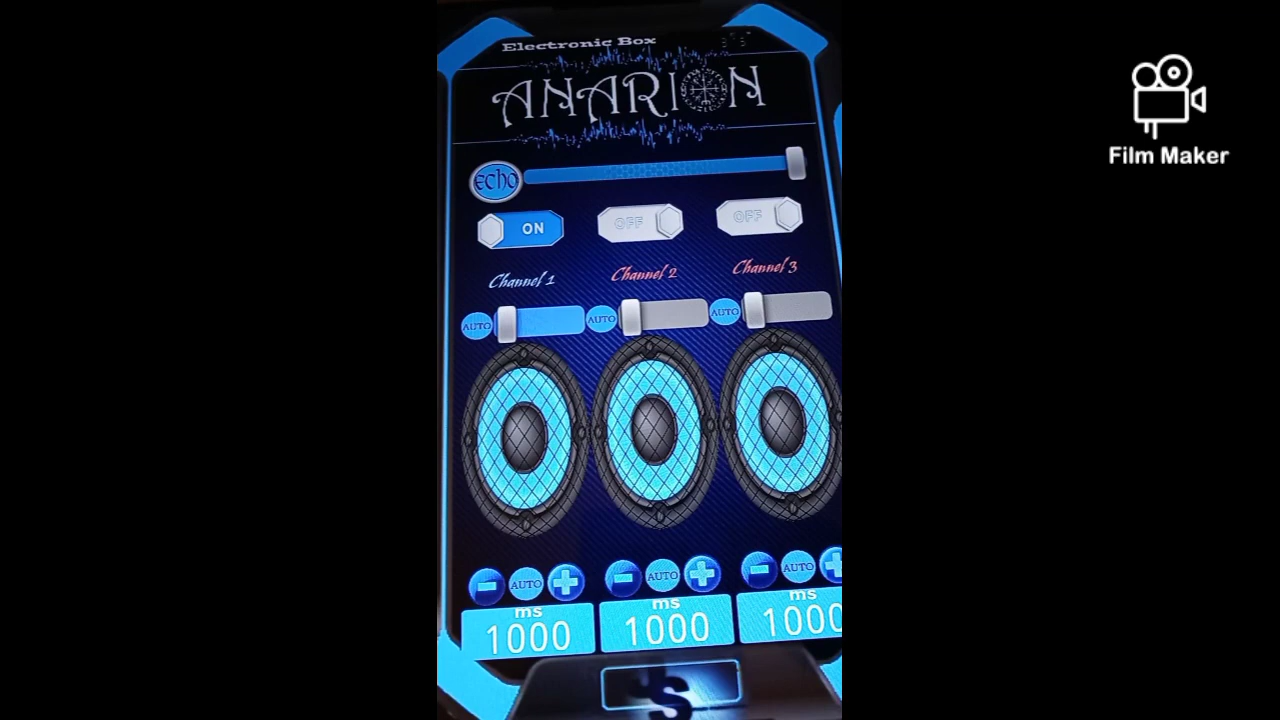 Electronic Box
ANARION
Film Maker
ECHO
ON OFF OFF
Channel 1 Channel 2 Channel 3
AUTO AUTO AUTO
- AUTO + - AUTO + - AUTO +
ms ms ms
1000 1000 1000
S